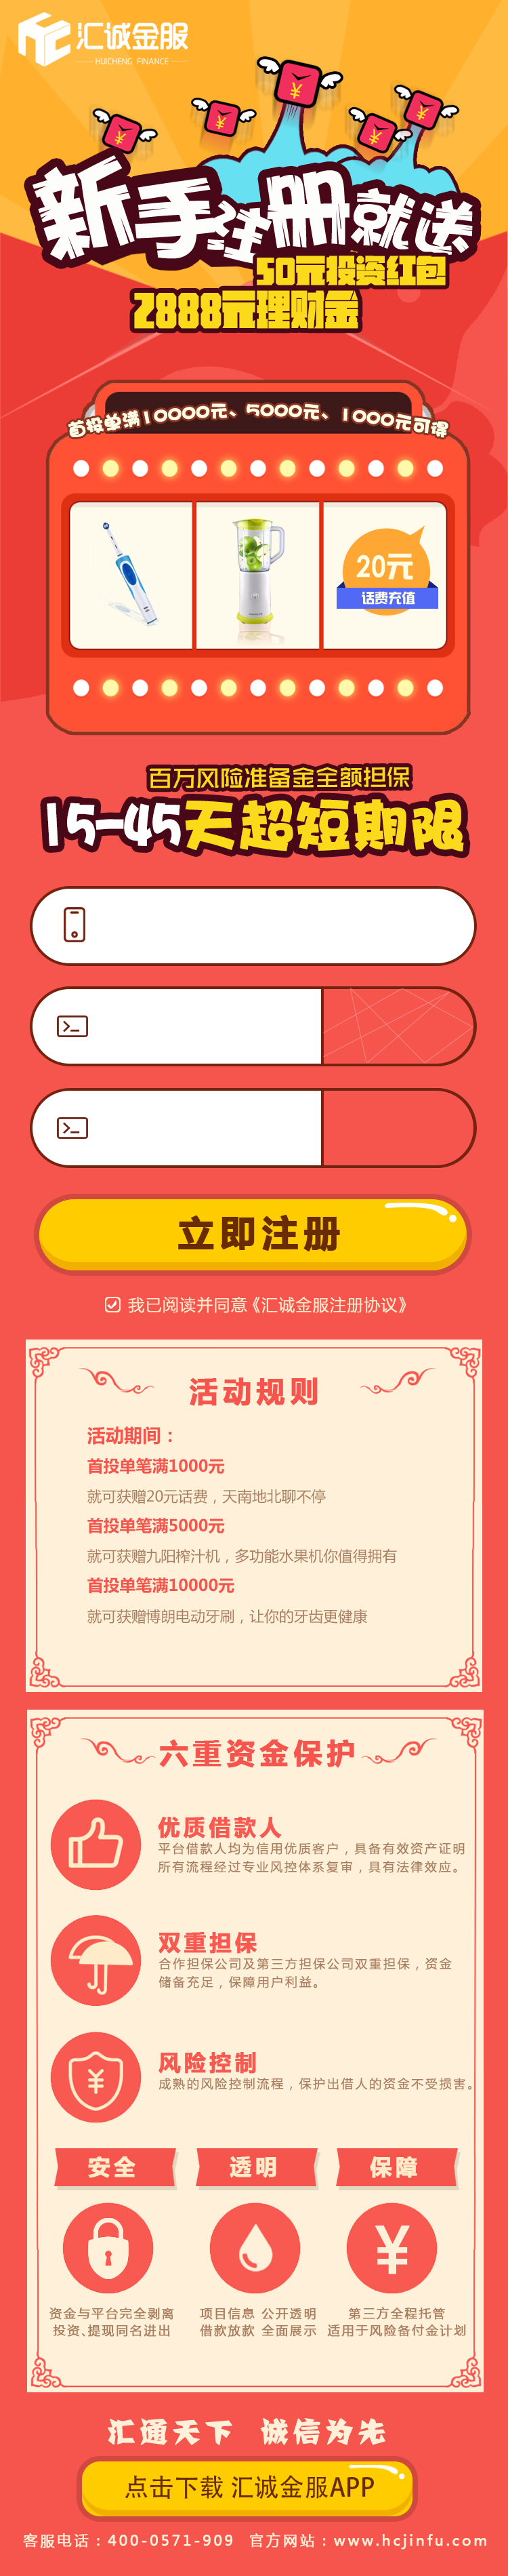 汇诚金服
HUICHENG FINANCE
新手注册就送
50元投资红包
2888元理财金
首投单满10000元、5000元、1000元可得
20元
话费充值
百万风险准备金全额担保
15-45天超短期限
立即注册
我已阅读并同意《汇诚金服注册协议》
活动规则
活动期间：
首投单笔满1000元
就可获赠20元话费，天南地北聊不停
首投单笔满5000元
就可获赠九阳榨汁机，多功能水果机你值得拥有
首投单笔满10000元
就可获赠博朗电动牙刷，让你的牙齿更健康
六重资金保护
优质借款人
平台借款人均为信用优质客户，具备有效资产证明
所有流程经过专业风控体系复审，具有法律效应。
双重担保
合作担保公司及第三方担保公司双重担保，资金
储备充足，保障用户利益。
风险控制
成熟的风险控制流程，保护出借人的资金不受损害。
安全 透明 保障
资金与平台完全剥离 项目信息 公开透明 第三方全程托管
投资、提现同名进出 借款放款 全面展示 适用于风险备付金计划
汇通天下 诚信为先
点击下载 汇诚金服APP
客服电话：400-0571-909 官方网站：www.hcjinfu.com